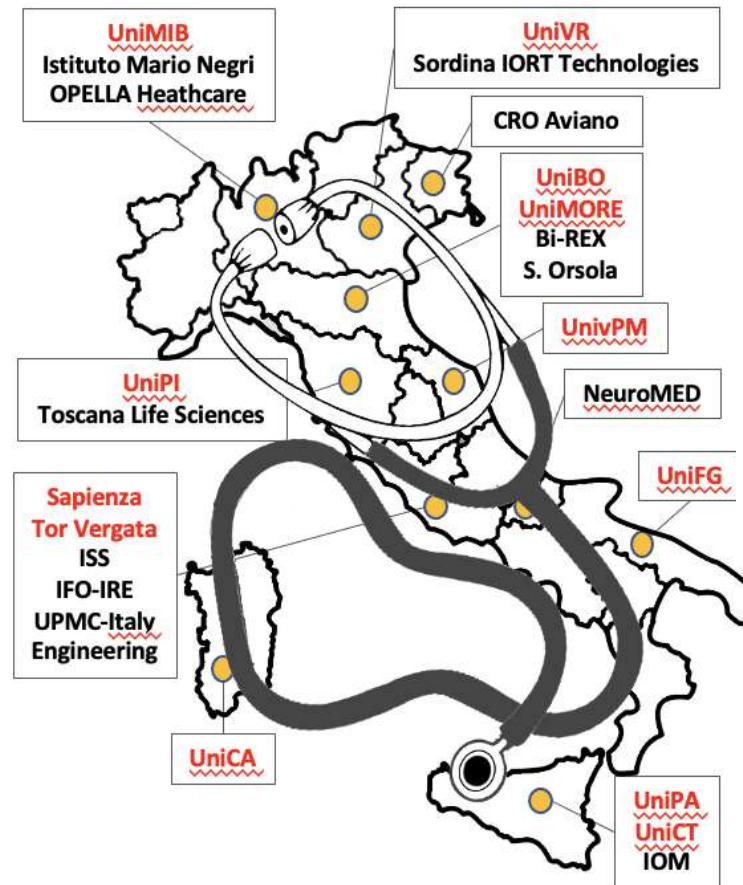 UniMIB
Istituto Mario Negri
OPELLA Heathcare
UniVR
Sordina IORT Technologies
CRO Aviano
UniBO
UniMORE
Bi-REX
S. Orsola
UnivPM
UniPI
Toscana Life Sciences
NeuroMED
Sapienza
Tor Vergata
ISS
IFO-IRE
UPMC-Italy
Engineering
UniFG
UniCA
UniPA
UniCT
IOM